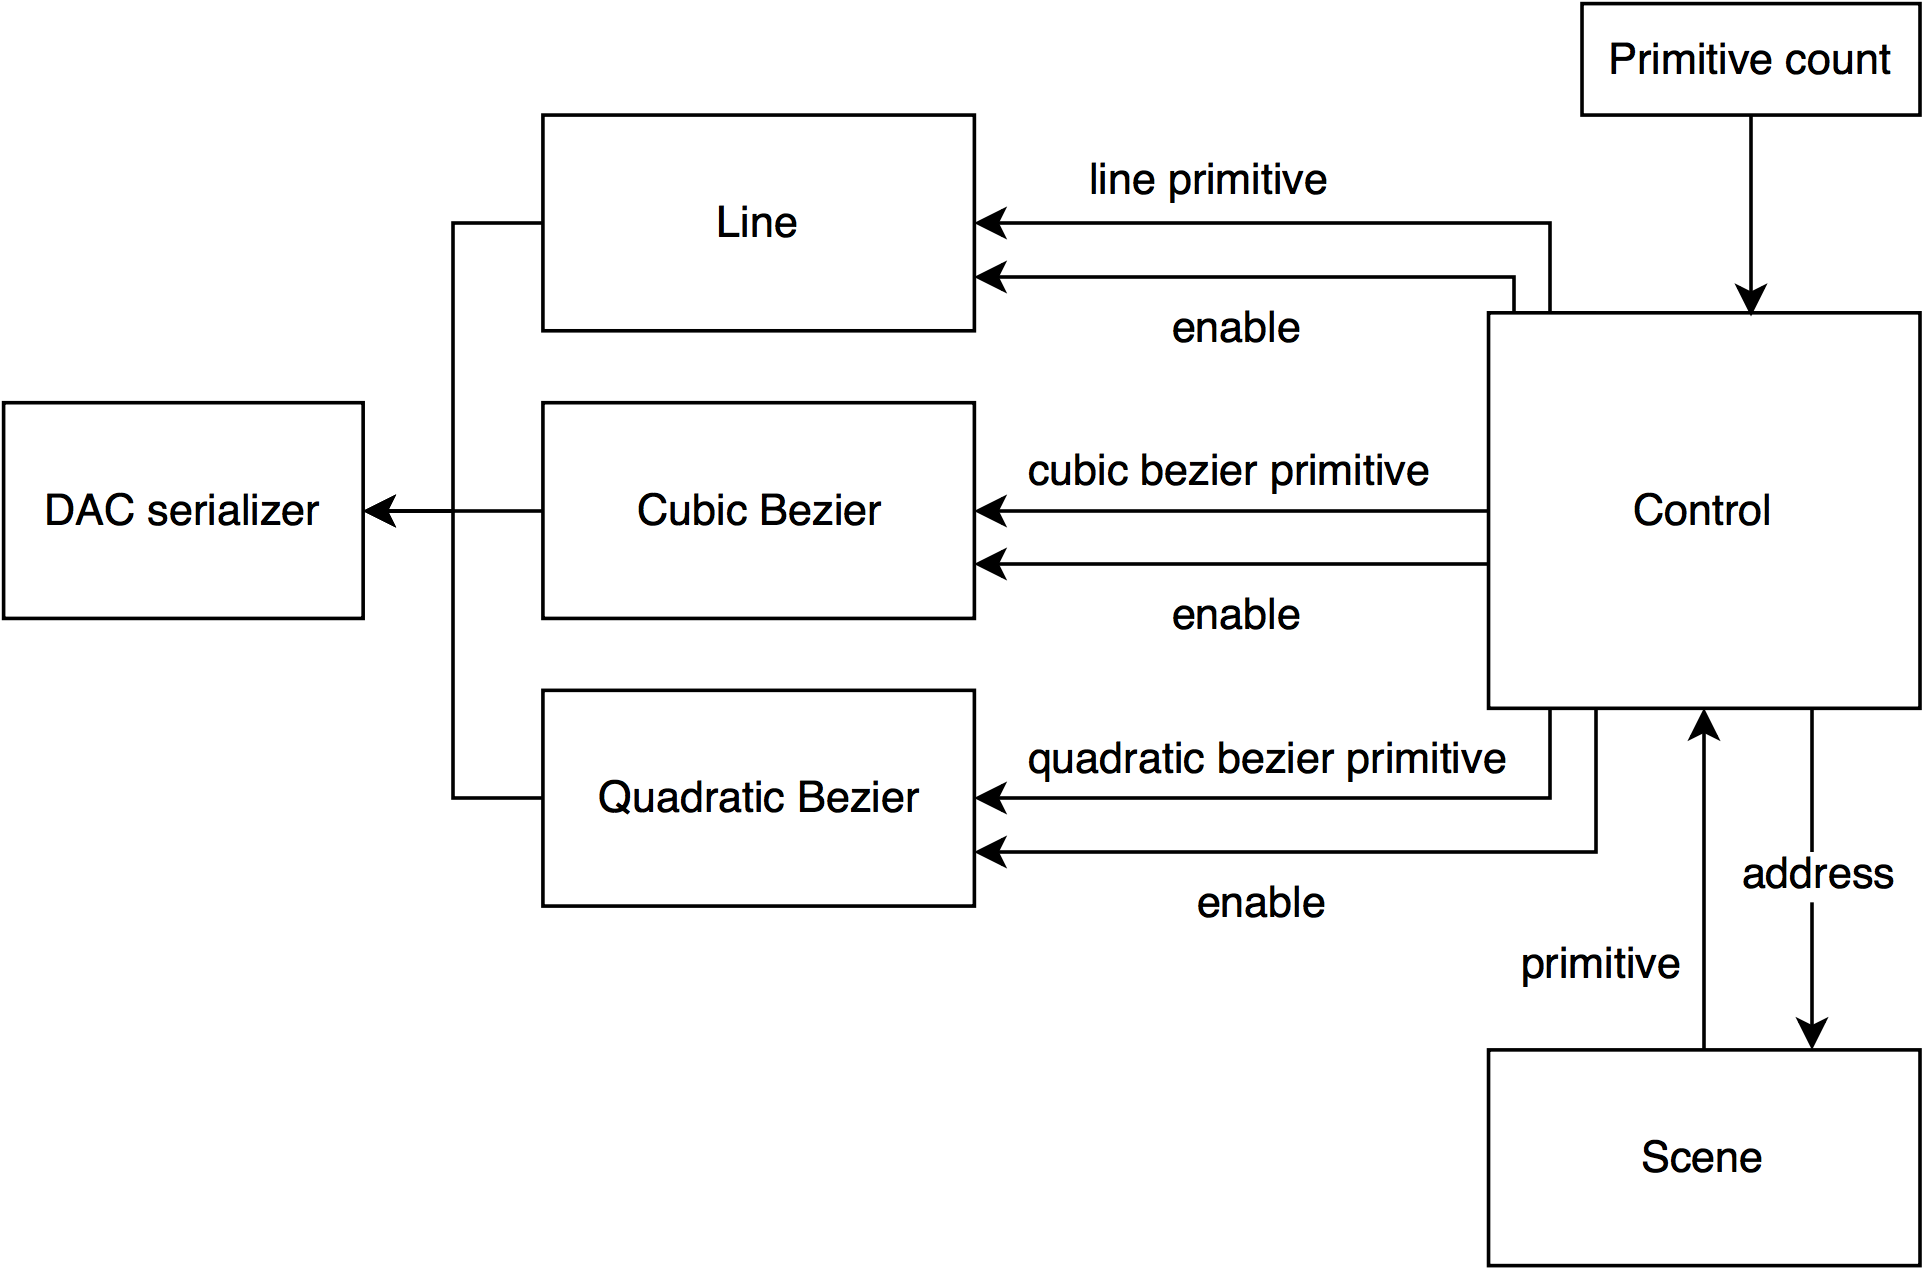 Primitive count
line primitive
Line
enable
cubic bezier primitive
DAC serializer
Cubic Bezier
Control
enable
quadratic bezier primitive
Quadratic Bezier
address
enable
primitive
Scene